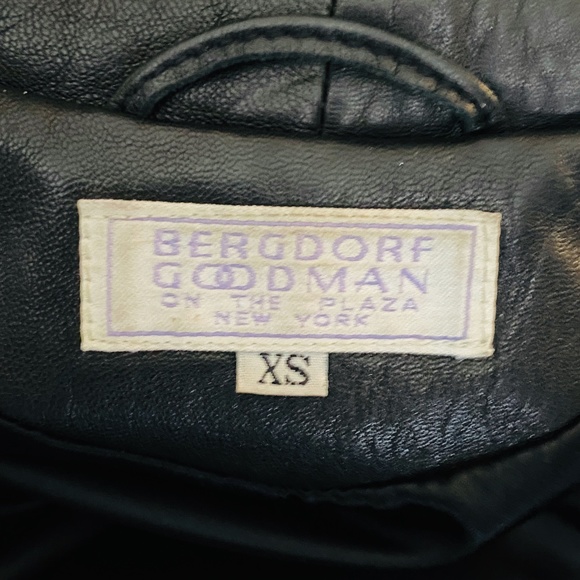 BERGDORF
GOODMAN
ON THE PLAZA
NEW YORK
XS